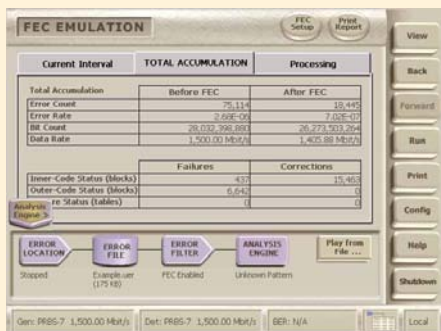 FEC EMULATION
FEC Setup
Print Report
View
Current Interval
TOTAL ACCUMULATION
Processing
Back
Total Accumulation Before FEC After FEC
Error Count 75,114 18,445
Error Rate 2.68E-06 7.02E-07
Bit Count 28,032,398,880 26,273,503,264
Data Rate 1,500.00 Mbit/s 1,405.88 Mbit/s
Forward
Run
Failures Corrections
Inner-Code Status (blocks) 437 15,463
Outer-Code Status (blocks) 6,642 0
re Status (tables) 0 0
Print
Analysis Engine >
Config
ERROR LOCATION
ERROR FILE
ERROR FILTER
ANALYSIS ENGINE
Play from File ...
Help
Stopped
Example.uer (175 KB)
FEC Enabled
Unknown Pattern
Shutdown
Gen: PRBS-7 1,500.00 Mbit/s
Det: PRBS-7 1,500.00 Mbit/s
BER: N/A
Local